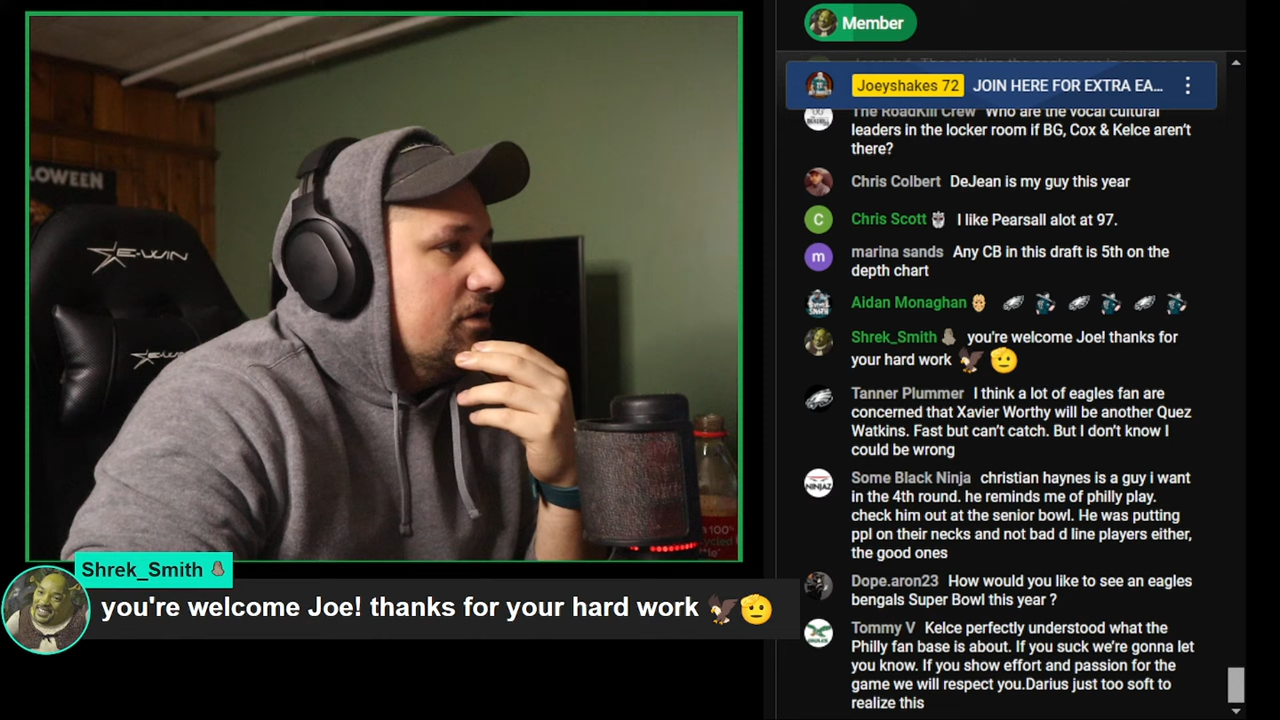 Member
Joeyshakes 72 JOIN HERE FOR EXTRA EA...
The RoadKill Crew Who are the vocal cultural
leaders in the locker room if BG, Cox & Kelce aren't
there?
Chris Colbert DeJean is my guy this year
C
Chris Scott I like Pearsall alot at 97.
m
marina sands Any CB in this draft is 5th on the
depth chart
Aidan Monaghan
Shrek_Smith you're welcome Joe! thanks for
your hard work
Tanner Plummer I think a lot of eagles fan are
concerned that Xavier Worthy will be another Quez
Watkins. Fast but can't catch. But I don't know I
could be wrong
NINJAZ
Some Black Ninja christian haynes is a guy i want
in the 4th round. he reminds me of philly play.
check him out at the senior bowl. He was putting
ppl on their necks and not bad d line players either,
the good ones
Dope.aron23 How would you like to see an eagles
bengals Super Bowl this year ?
Tommy V Kelce perfectly understood what the
Philly fan base is about. If you suck we're gonna let
you know. If you show effort and passion for the
game we will respect you.Darius just too soft to
realize this
LOWEEN
E-WIN
E-WIN
100%
Shrek_Smith
you're welcome Joe! thanks for your hard work